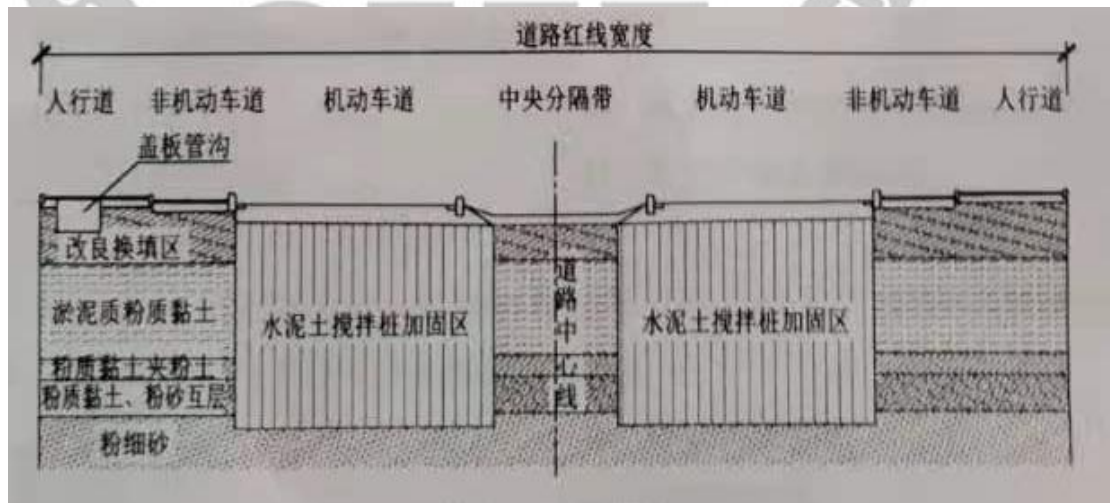 道路红线宽度
人行道 非机动车道 机动车道 中央分隔带 机动车道 非机动车道 人行道
盖板管沟
改良换填区
淤泥质粉质黏土
水泥土搅拌桩加固区
道路中心线
水泥土搅拌桩加固区
粉质黏土夹粉土
粉质黏土、粉砂互层
粉细砂